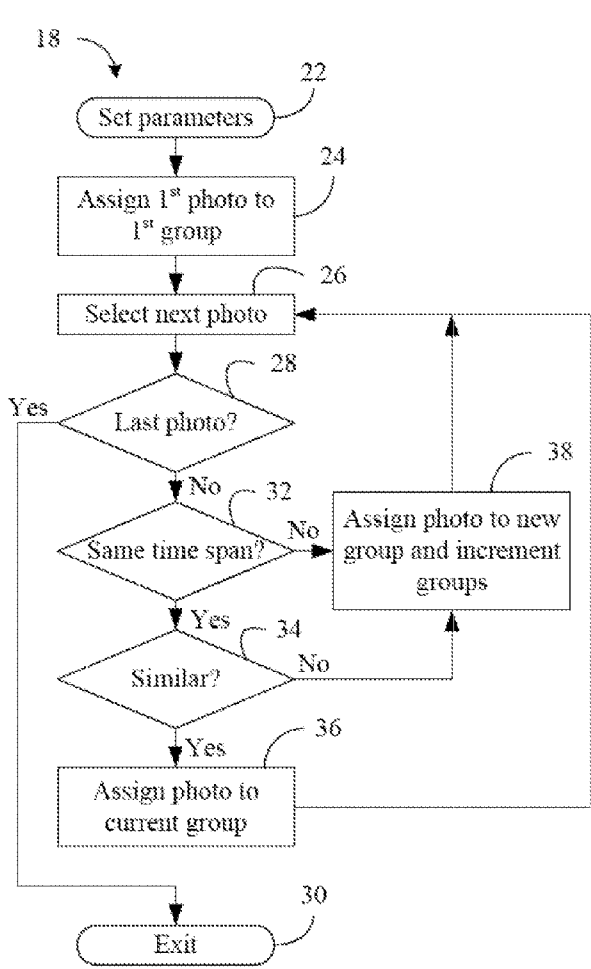 18
22
Set parameters
24
Assign 1st photo to
1st group
26
Select next photo
28
Yes
Last photo?
No
32
38
Same time span?
No
Assign photo to new
group and increment
groups
Yes
34
Similar?
No
Yes
36
Assign photo to
current group
30
Exit